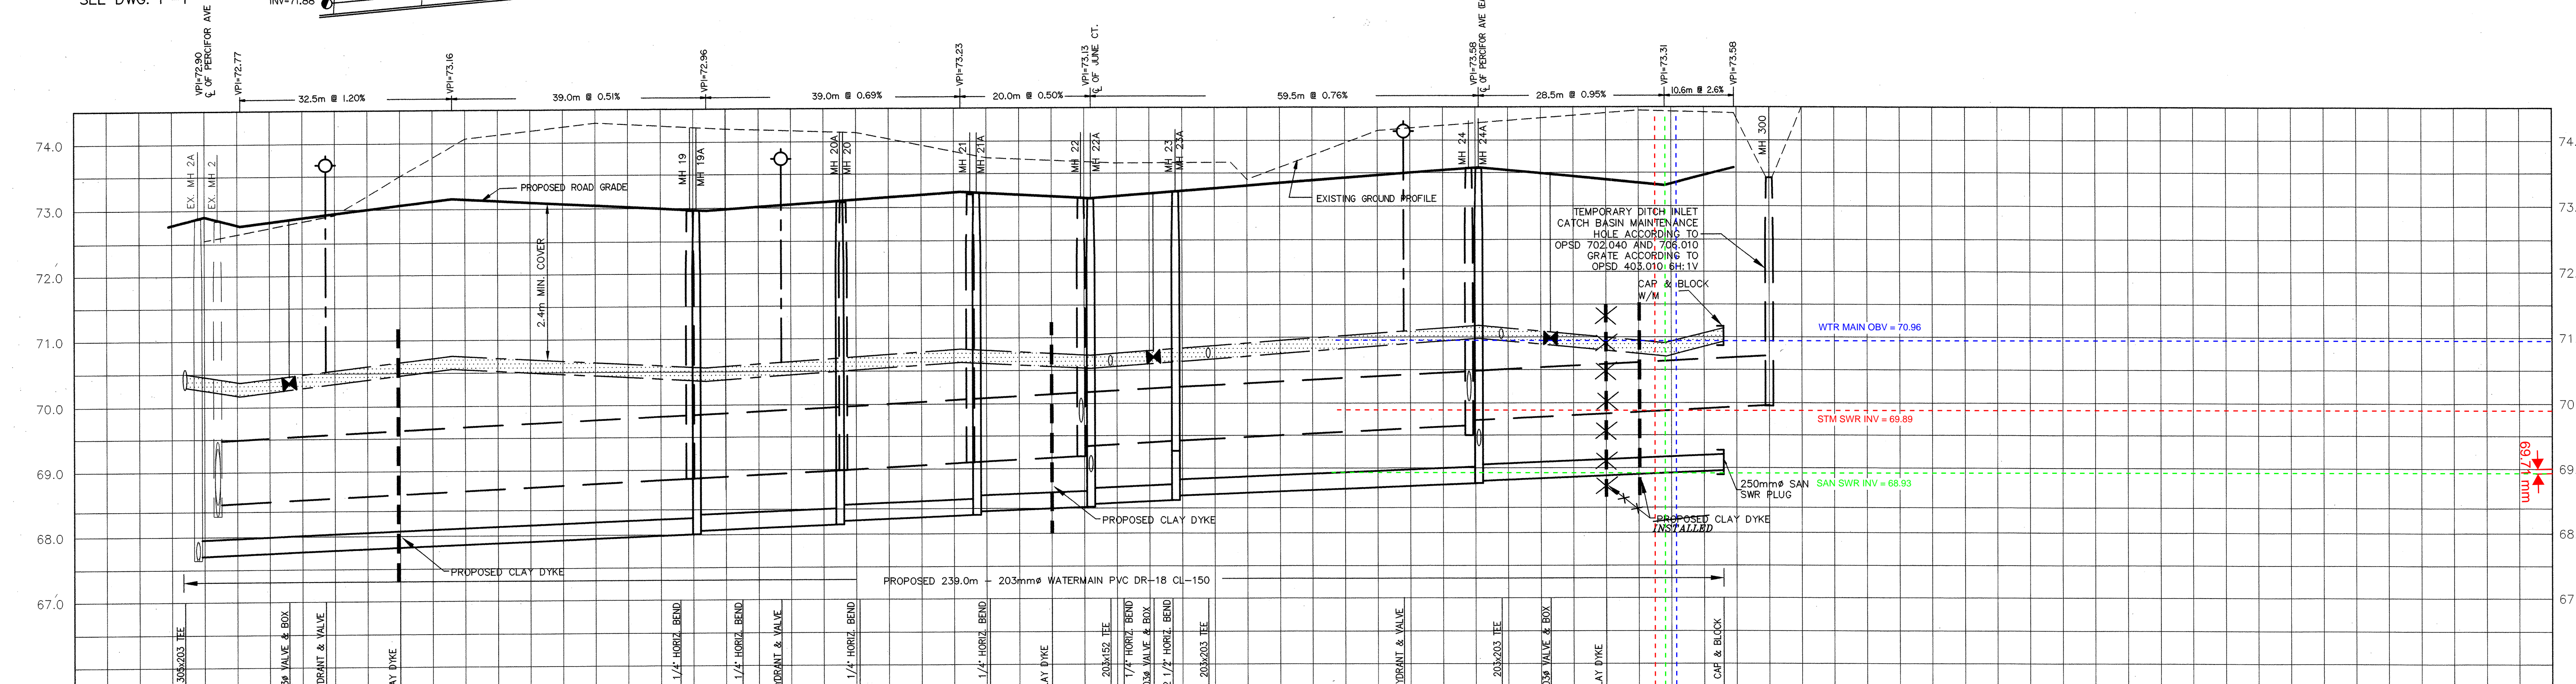 SEE DWG. P-1
INV=71.88
VPI=72.90
℄ OF PERCIFOR AVE
VPI=72.77
VPI=73.16
VPI=72.96
VPI=73.23
VPI=73.13
℄ OF JUNE CT.
VPI=73.58
℄ OF PERCIFOR AVE
VPI=73.31
VPI=73.58
32.5m @ 1.20%
39.0m @ 0.51%
39.0m @ 0.69%
20.0m @ 0.50%
59.5m @ 0.76%
28.5m @ 0.95%
10.6m @ 2.6%
74.0
73.0
72.0
71.0
70.0
69.0
68.0
67.0
EX. MH 2A
EX. MH 2
MH 19
MH 19A
MH 20A
MH 20
MH 21
MH 21A
MH 22
MH 22A
MH 23
MH 23A
MH 24
MH 24A
MH 300
PROPOSED ROAD GRADE
2.4m MIN. COVER
EXISTING GROUND PROFILE
TEMPORARY DITCH INLET
CATCH BASIN MAINTENANCE
HOLE ACCORDING TO
OPSD 702.040 AND 706.010
GRATE ACCORDING TO
OPSD 403.010 6H:1V
CAP & BLOCK
W/M
WTR MAIN OBV = 70.96
STM SWR INV = 69.89
SAN SWR INV = 68.93
69.71 mm
250mmø SAN
SWR PLUG
PROPOSED CLAY DYKE
PROPOSED CLAY DYKE
PROPOSED CLAY DYKE
INSTALLED
PROPOSED 239.0m - 203mmø WATERMAIN PVC DR-18 CL-150
305x203 TEE
VALVE & BOX
DRANT & VALVE
AY DYKE
1/4° HORIZ. BEND
1/4° HORIZ. BEND
DRANT & VALVE
1/4° HORIZ. BEND
1/4° HORIZ. BEND
AY DYKE
203x152 TEE
1/4° HORIZ. BEND
VALVE & BOX
1/2° HORIZ. BEND
203x203 TEE
YDRANT & VALVE
203x203 TEE
VALVE & BOX
LAY DYKE
CAP & BLOCK
74.
73.
72
71
70
69
68
67